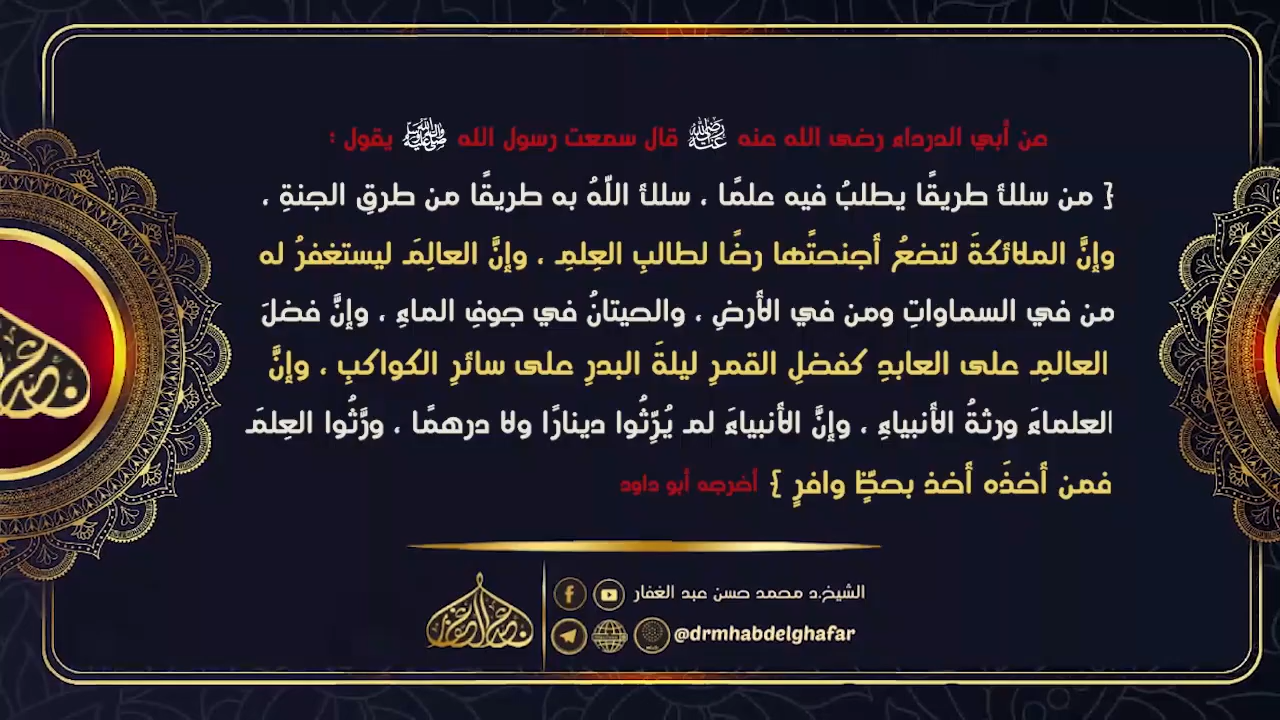 عن أبي الدرداء رضى الله عنه ﵁ قال سمعت رسول الله ﷺ يقول :
{ من سلك طريقًا يطلبُ فيه علمًا ، سلك اللّهُ به طريقًا من طرقِ الجنةِ ،
وإنَّ الملائكةَ لتضعُ أجنحتَها رضًا لطالبِ العِلمِ ، وإنَّ العالِمَ ليستغفرُ له
من في السماواتِ ومن في الأرضِ ، والحيتانُ في جوفِ الماءِ ، وإنَّ فضلَ
العالمِ على العابدِ كفضلِ القمرِ ليلةَ البدرِ على سائرِ الكواكبِ ، وإنَّ
العلماءَ ورثةُ الأنبياءِ ، وإنَّ الأنبياءَ لم يُرِّثُوا دينارًا ولا درهمًا ، ورَّثُوا العِلمَ
فمن أخذَه أخذ بحظٍّ وافرٍ } أخرجه أبو داود
الشيخ.د محمد حسن عبد الغفار
@drmhabdelghafar